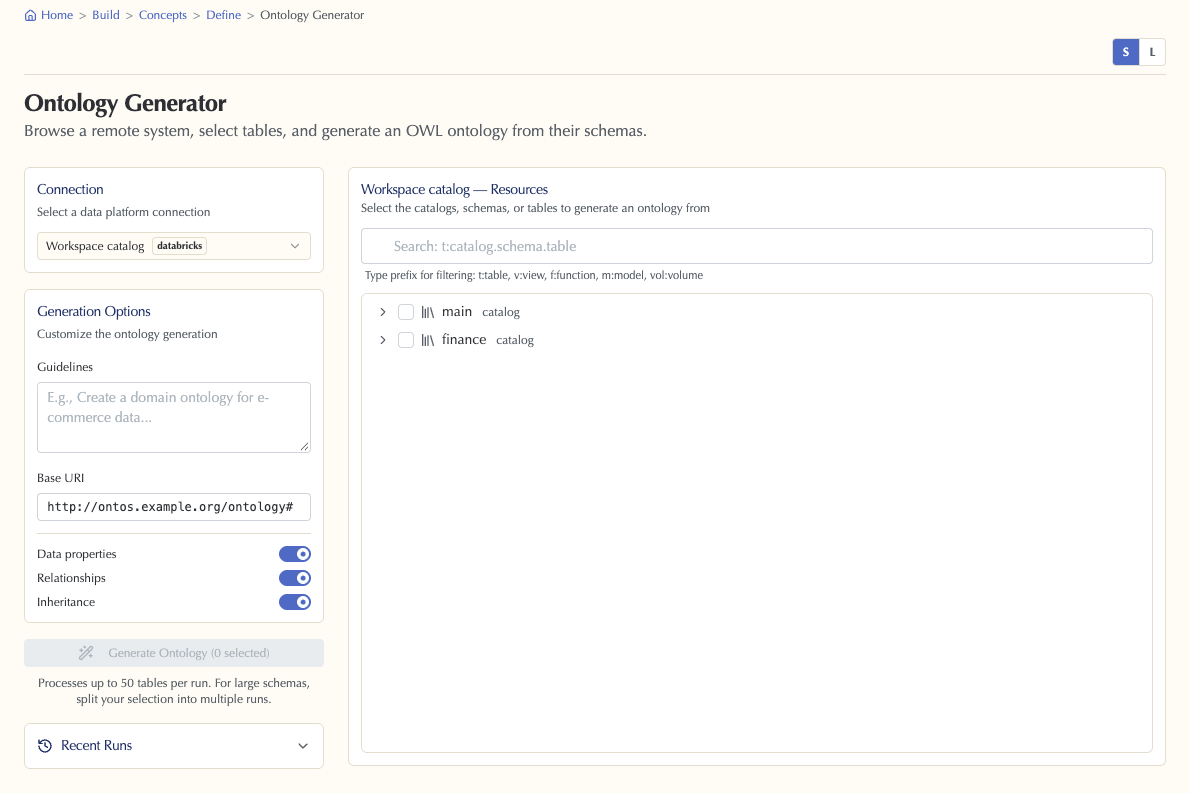 Home > Build > Concepts > Define > Ontology Generator
S L
Ontology Generator
Browse a remote system, select tables, and generate an OWL ontology from their schemas.
Connection
Select a data platform connection
Workspace catalog databricks
Generation Options
Customize the ontology generation
Guidelines
E.g., Create a domain ontology for e-
commerce data...
Base URI
http://ontos.example.org/ontology#
Data properties
Relationships
Inheritance
Generate Ontology (0 selected)
Processes up to 50 tables per run. For large schemas,
split your selection into multiple runs.
Recent Runs
Workspace catalog — Resources
Select the catalogs, schemas, or tables to generate an ontology from
Search: t:catalog.schema.table
Type prefix for filtering: t:table, v:view, f:function, m:model, vol:volume
main catalog
finance catalog